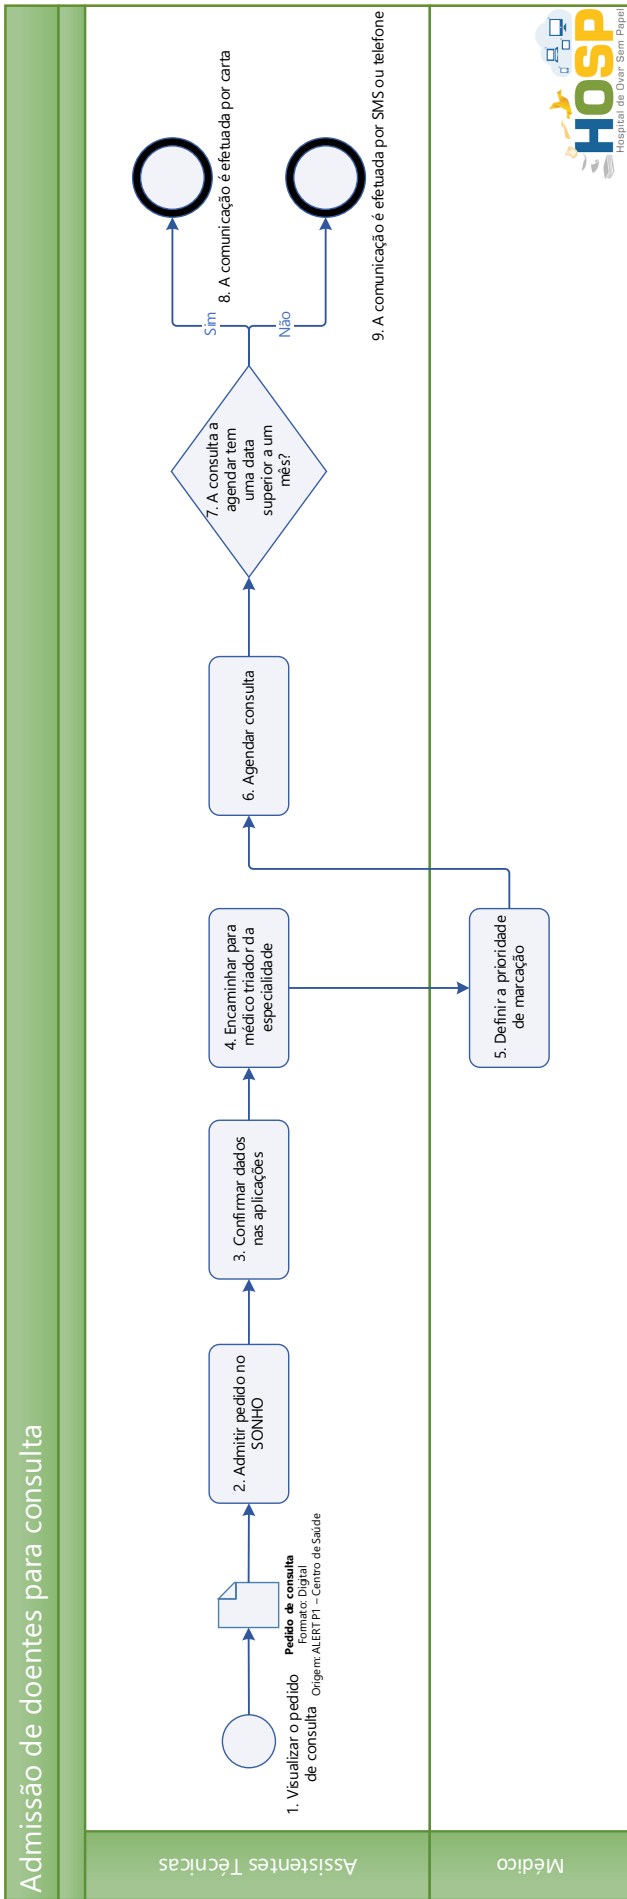 Admissão de doentes para consulta
Assistentes Técnicas
Médico
1. Visualizar o pedido
de consulta
Pedido de consulta
Formato: Digital
Origem: ALERT P1 – Centro de Saúde
2. Admitir pedido no
SONHO
3. Confirmar dados
nas aplicações
4. Encaminhar para
médico triador da
especialidade
5. Definir a prioridade
de marcação
6. Agendar consulta
7. A consulta a
agendar tem
uma data
superior a um
mês?
Sim
Não
8. A comunicação é efetuada por carta
9. A comunicação é efetuada por SMS ou telefone
HOSP
Hospital de Ovar Sem Papel